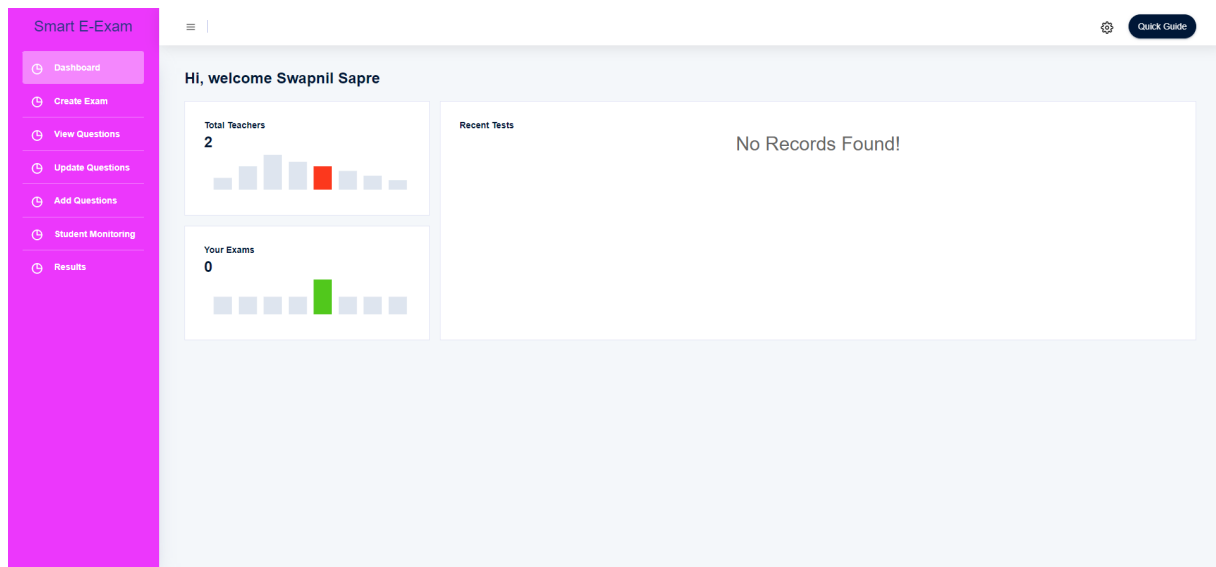 Smart E-Exam
Quick Guide
Dashboard
Create Exam
View Questions
Update Questions
Add Questions
Student Monitoring
Results
Hi, welcome Swapnil Sapre
Total Teachers
2
Your Exams
0
Recent Tests
No Records Found!